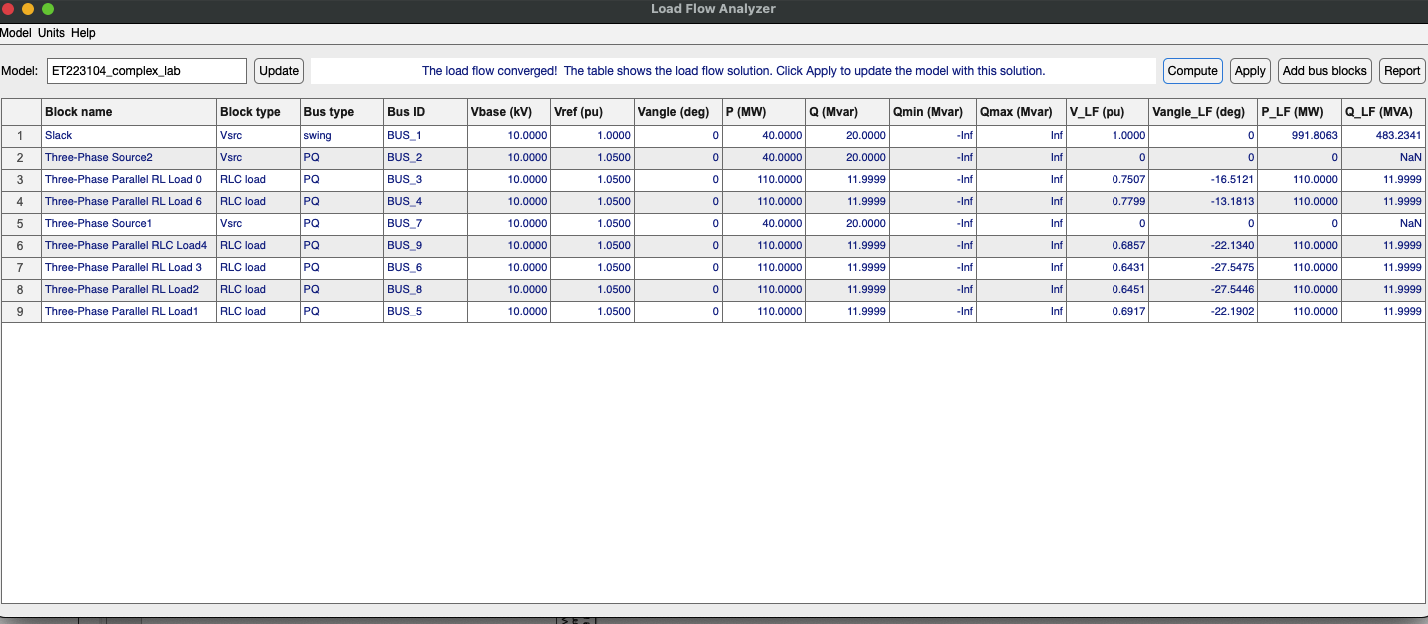 Load Flow Analyzer
Model Units Help
Model: ET223104_complex_lab Update The load flow converged! The table shows the load flow solution. Click Apply to update the model with this solution. Compute Apply Add bus blocks Report
Block name Block type Bus type Bus ID Vbase (kV) Vref (pu) Vangle (deg) P (MW) Q (Mvar) Qmin (Mvar) Qmax (Mvar) V_LF (pu) Vangle_LF (deg) P_LF (MW) Q_LF (MVA)
1 Slack Vsrc swing BUS_1 10.0000 1.0000 0 40.0000 20.0000 -Inf Inf 1.0000 0 991.8063 483.2341
2 Three-Phase Source2 Vsrc PQ BUS_2 10.0000 1.0500 0 40.0000 20.0000 -Inf Inf 0 0 0 NaN
3 Three-Phase Parallel RL Load 0 RLC load PQ BUS_3 10.0000 1.0500 0 110.0000 11.9999 -Inf Inf 0.7507 -16.5121 110.0000 11.9999
4 Three-Phase Parallel RL Load 6 RLC load PQ BUS_4 10.0000 1.0500 0 110.0000 11.9999 -Inf Inf 0.7799 -13.1813 110.0000 11.9999
5 Three-Phase Source1 Vsrc PQ BUS_7 10.0000 1.0500 0 40.0000 20.0000 -Inf Inf 0 0 0 NaN
6 Three-Phase Parallel RLC Load4 RLC load PQ BUS_9 10.0000 1.0500 0 110.0000 11.9999 -Inf Inf 0.6857 -22.1340 110.0000 11.9999
7 Three-Phase Parallel RL Load 3 RLC load PQ BUS_6 10.0000 1.0500 0 110.0000 11.9999 -Inf Inf 0.6431 -27.5475 110.0000 11.9999
8 Three-Phase Parallel RL Load2 RLC load PQ BUS_8 10.0000 1.0500 0 110.0000 11.9999 -Inf Inf 0.6451 -27.5446 110.0000 11.9999
9 Three-Phase Parallel RL Load1 RLC load PQ BUS_5 10.0000 1.0500 0 110.0000 11.9999 -Inf Inf 0.6917 -22.1902 110.0000 11.9999